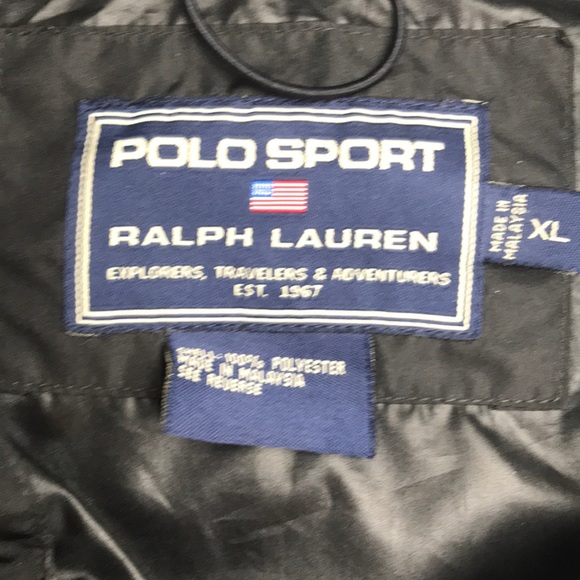 POLO SPORT
RALPH LAUREN
EXPLORERS, TRAVELERS & ADVENTURERS
EST. 1967
MADE IN
MALAYSIA
XL
SHELL-100% POLYESTER
MADE IN MALAYSIA
SEE REVERSE